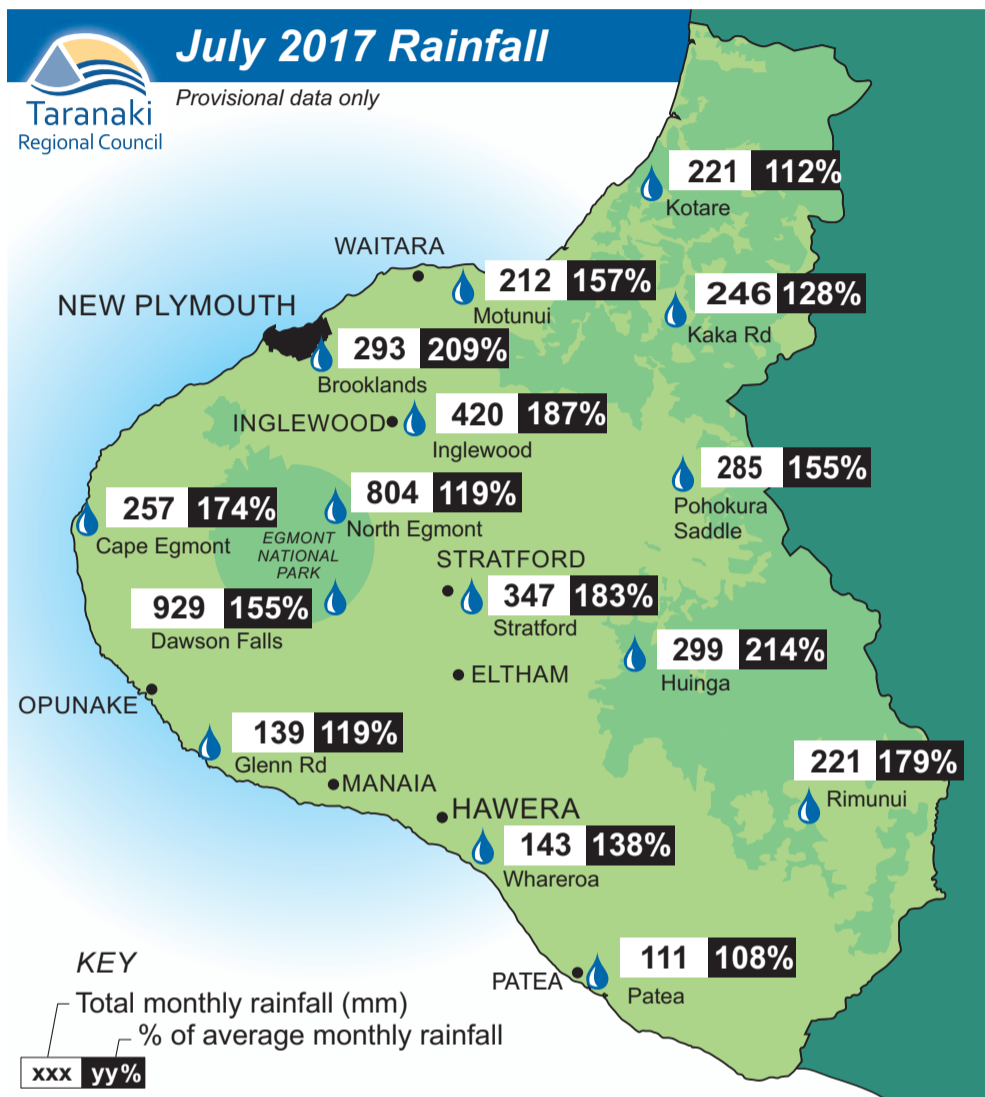 July 2017 Rainfall
Taranaki
Regional Council
Provisional data only
221 112%
Kotare
WAITARA
212 157%
Motunui
246 128%
Kaka Rd
NEW PLYMOUTH
293 209%
Brooklands
INGLEWOOD
420 187%
Inglewood
285 155%
Pohokura
Saddle
804 119%
North Egmont
257 174%
Cape Egmont
EGMONT
NATIONAL
PARK
STRATFORD
347 183%
Stratford
929 155%
Dawson Falls
299 214%
Huinga
ELTHAM
OPUNAKE
139 119%
Glenn Rd
221 179%
Rimunui
MANAIA
HAWERA
143 138%
Whareroa
111 108%
PATEA
Patea
KEY
Total monthly rainfall (mm)
% of average monthly rainfall
xxx yy%